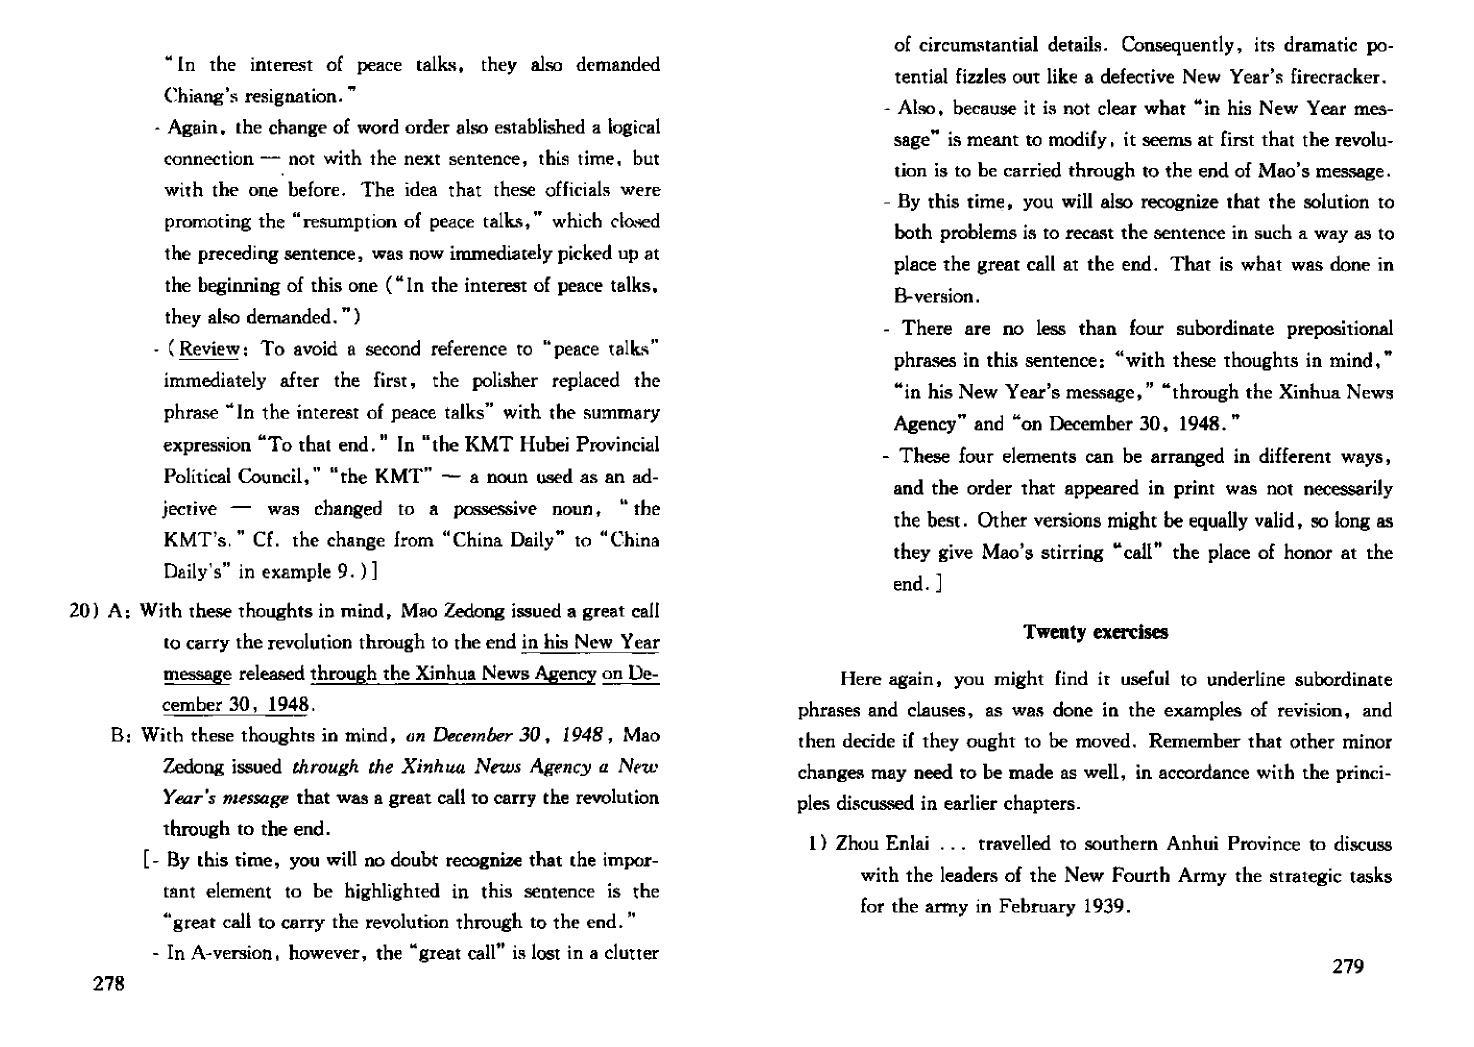 “In the interest of peace talks, they also demanded
Chiang's resignation.”
- Again, the change of word order also established a logical
connection — not with the next sentence, this time, but
with the one before. The idea that these officials were
promoting the “resumption of peace talks,” which closed
the preceding sentence, was now immediately picked up at
the beginning of this one (“In the interest of peace talks,
they also demanded.”)
- (Review: To avoid a second reference to “peace talks”
immediately after the first, the polisher replaced the
phrase “In the interest of peace talks” with the summary
expression “To that end.” In “the KMT Hubei Provincial
Political Council,” “the KMT” — a noun used as an ad-
jective — was changed to a possessive noun, “the
KMT's.” Cf. the change from “China Daily” to “China
Daily's” in example 9.)]
20) A: With these thoughts in mind, Mao Zedong issued a great call
to carry the revolution through to the end in his New Year
message released through the Xinhua News Agency on De-
cember 30, 1948.
B: With these thoughts in mind, on December 30, 1948, Mao
Zedong issued through the Xinhua News Agency a New
Year's message that was a great call to carry the revolution
through to the end.
[- By this time, you will no doubt recognize that the impor-
tant element to be highlighted in this sentence is the
“great call to carry the revolution through to the end.”
- In A-version, however, the “great call” is lost in a clutter
278
of circumstantial details. Consequently, its dramatic po-
tential fizzles out like a defective New Year's firecracker.
- Also, because it is not clear what “in his New Year mes-
sage” is meant to modify, it seems at first that the revolu-
tion is to be carried through to the end of Mao's message.
- By this time, you will also recognize that the solution to
both problems is to recast the sentence in such a way as to
place the great call at the end. That is what was done in
B-version.
- There are no less than four subordinate prepositional
phrases in this sentence: “with these thoughts in mind,”
“in his New Year's message,” “through the Xinhua News
Agency” and “on December 30, 1948.”
- These four elements can be arranged in different ways,
and the order that appeared in print was not necessarily
the best. Other versions might be equally valid, so long as
they give Mao's stirring “call” the place of honor at the
end.]
Twenty exercises
Here again, you might find it useful to underline subordinate
phrases and clauses, as was done in the examples of revision, and
then decide if they ought to be moved. Remember that other minor
changes may need to be made as well, in accordance with the princi-
ples discussed in earlier chapters.
1) Zhou Enlai ... travelled to southern Anhui Province to discuss
with the leaders of the New Fourth Army the strategic tasks
for the army in February 1939.
279